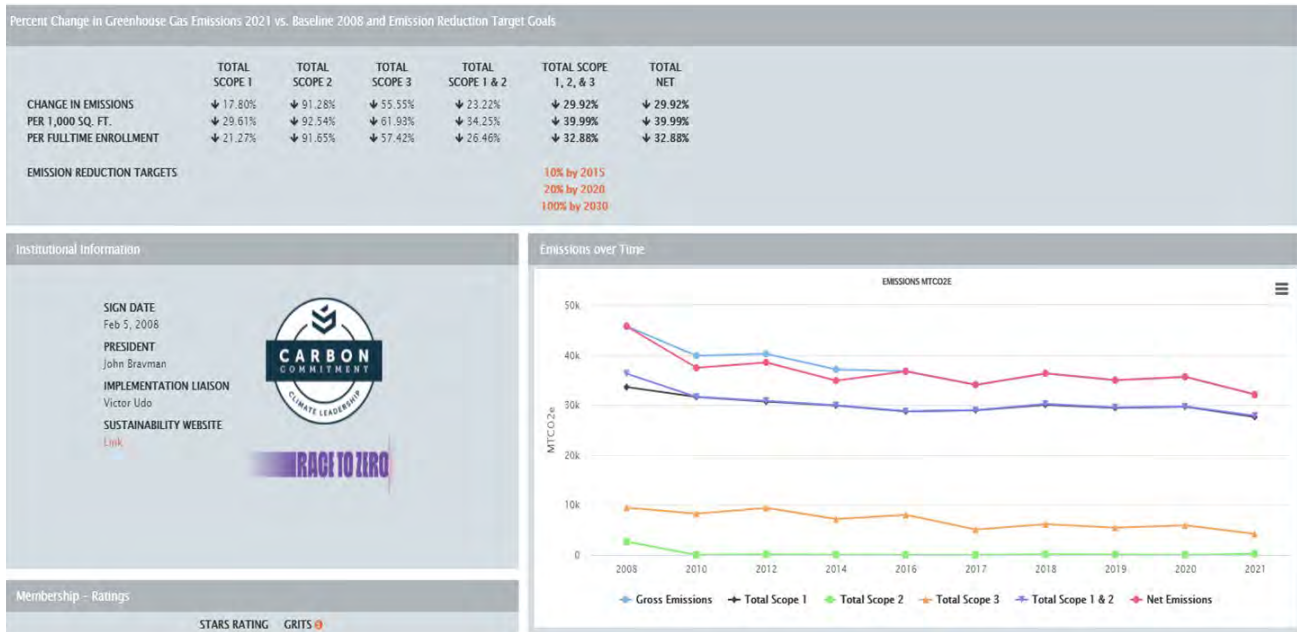 Percent Change in Greenhouse Gas Emissions 2021 vs. Baseline 2008 and Emission Reduction Target Goals
TOTAL SCOPE 1 TOTAL SCOPE 2 TOTAL SCOPE 3 TOTAL SCOPE 1 & 2 TOTAL SCOPE 1, 2, & 3 TOTAL NET
CHANGE IN EMISSIONS ↓ 17.80% ↓ 91.28% ↓ 55.55% ↓ 23.22% ↓ 29.92% ↓ 29.92%
PER 1,000 SQ. FT. ↓ 29.61% ↓ 92.54% ↓ 61.93% ↓ 34.25% ↓ 39.99% ↓ 39.99%
PER FULLTIME ENROLLMENT ↓ 21.27% ↓ 91.65% ↓ 57.42% ↓ 26.46% ↓ 32.88% ↓ 32.88%
EMISSION REDUCTION TARGETS 10% by 2015
20% by 2020
100% by 2030
Institutional Information
SIGN DATE
Feb 5, 2008
PRESIDENT
John Bravman
IMPLEMENTATION LIAISON
Victor Udo
SUSTAINABILITY WEBSITE
Link
CARBON
COMMITMENT
CLIMATE LEADERSHIP
RACE TO ZERO
Membership – Ratings
STARS RATING GRITS
Emissions over Time
EMISSIONS MTCO2E
MTCO2e
50k
40k
30k
20k
10k
0
2008 2010 2012 2014 2016 2017 2018 2019 2020 2021
Gross Emissions Total Scope 1 Total Scope 2 Total Scope 3 Total Scope 1 & 2 Net Emissions